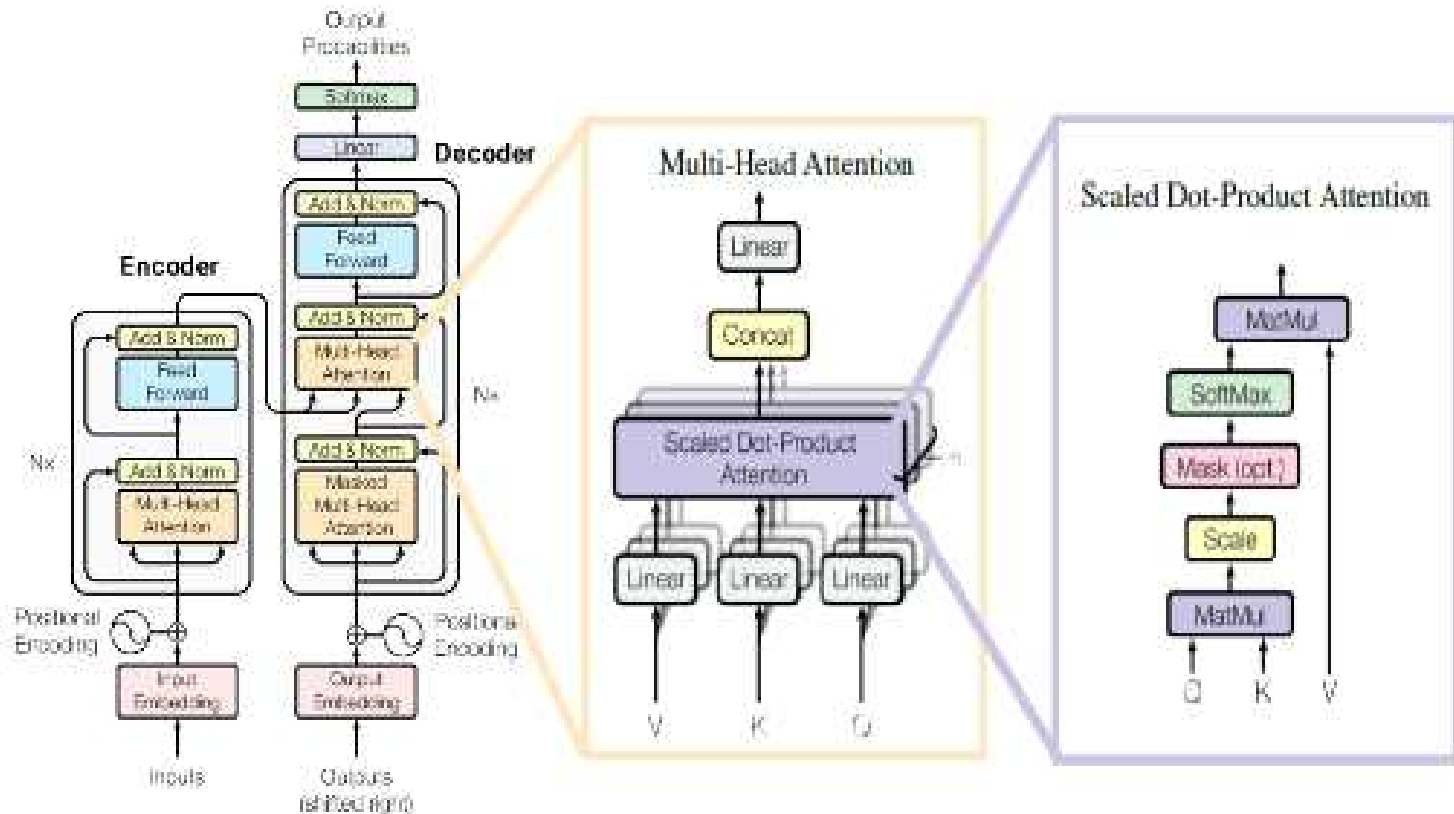 Output
Probabilities
Softmax
Linear
Decoder
Add & Norm
Feed
Forward
Add & Norm
Multi-Head
Attention
Nx
Add & Norm
Masked
Multi-Head
Attention
Positional
Encoding
Output
Embedding
Outputs
(shifted right)
Encoder
Add & Norm
Feed
Forward
Nx
Add & Norm
Multi-Head
Attention
Positional
Encoding
Input
Embedding
Inputs
Multi-Head Attention
Linear
Concat
Scaled Dot-Product
Attention
Linear
Linear
Linear
V
K
Q
Scaled Dot-Product Attention
MatMul
SoftMax
Mask (opt.)
Scale
MatMul
Q
K
V